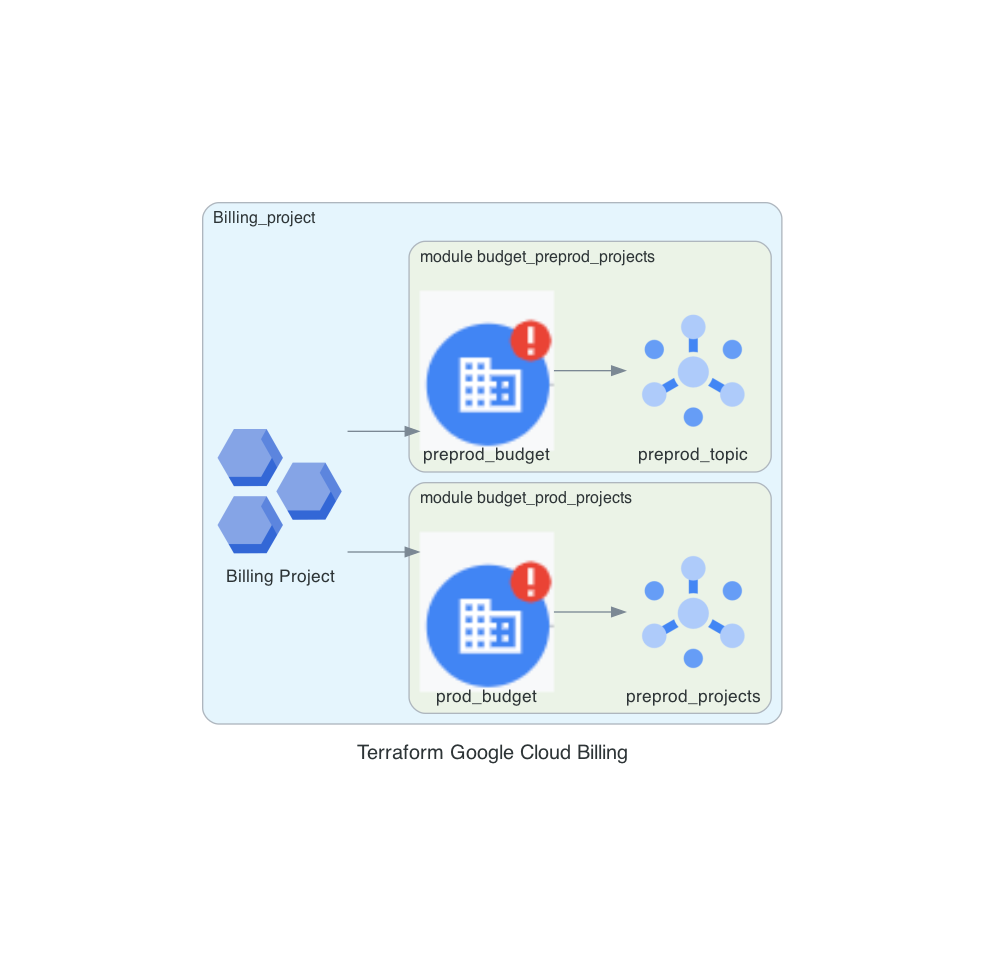 Billing_project
module budget_preprod_projects
preprod_budget
preprod_topic
module budget_prod_projects
Billing Project
prod_budget
preprod_projects
Terraform Google Cloud Billing